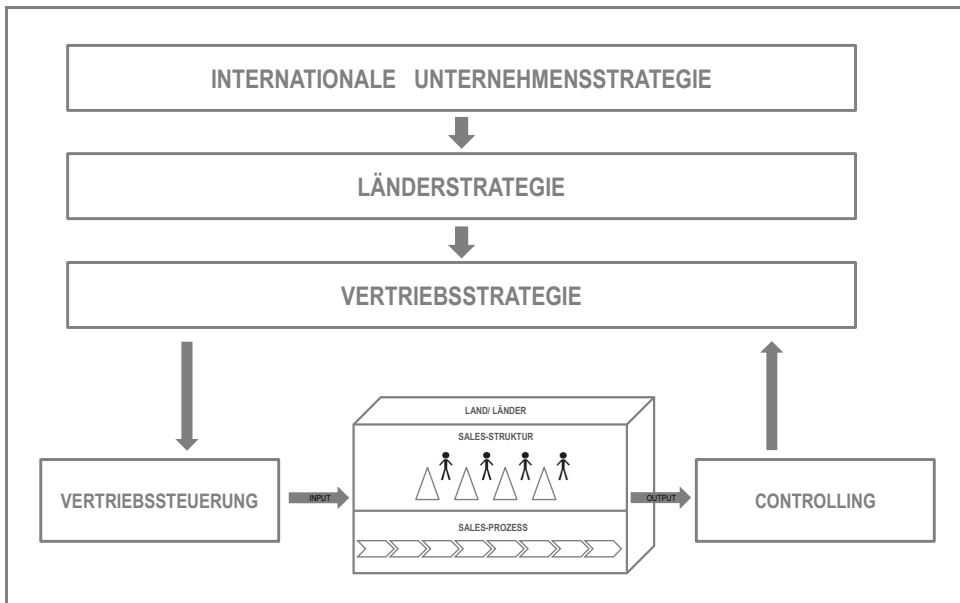 INTERNATIONALE UNTERNEHMENSSTRATEGIE
LÄNDERSTRATEGIE
VERTRIEBSSTRATEGIE
LAND/ LÄNDER
SALES-STRUKTUR
VERTRIEBSSTEUERUNG
INPUT
OUTPUT
CONTROLLING
SALES-PROZESS